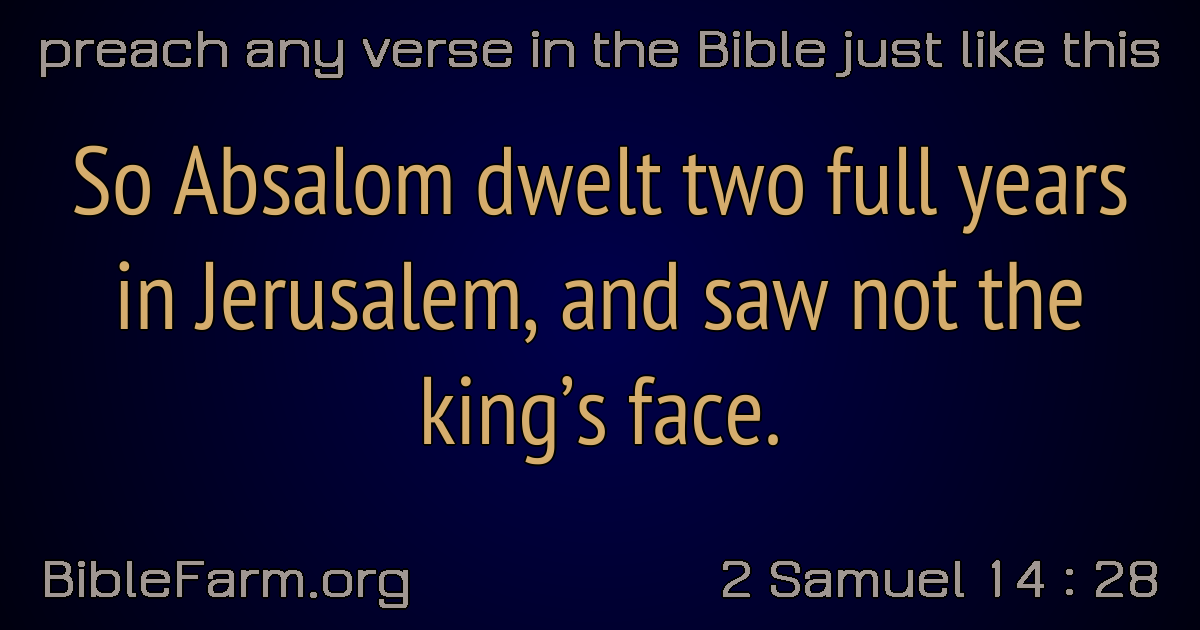 preach any verse in the Bible just like this
So Absalom dwelt two full years
in Jerusalem, and saw not the
king’s face.
BibleFarm.org
2 Samuel 14 : 28